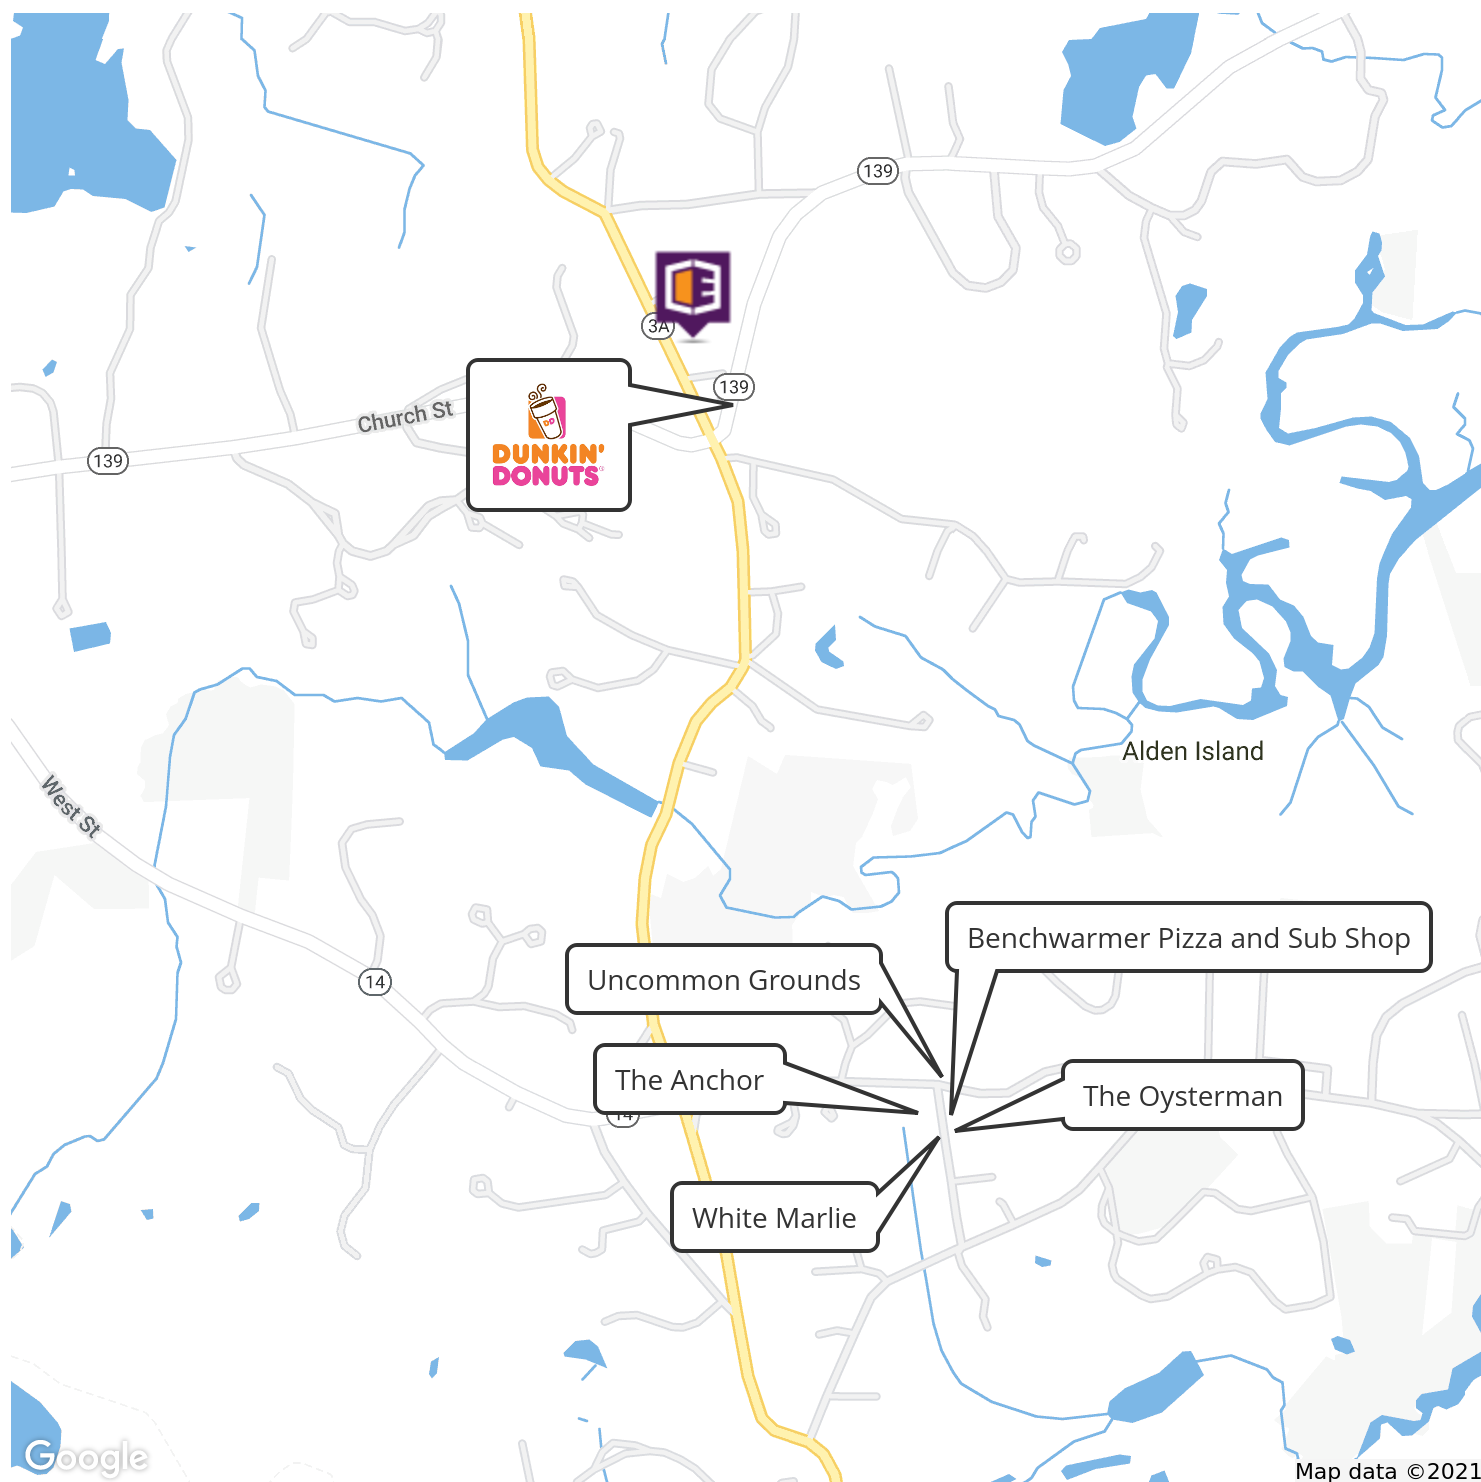 139
3A
139
DUNKIN'
DONUTS
Church St
139
Alden Island
West St
Benchwarmer Pizza and Sub Shop
Uncommon Grounds
14
The Anchor
The Oysterman
14
White Marlie
Google
Map data ©2021